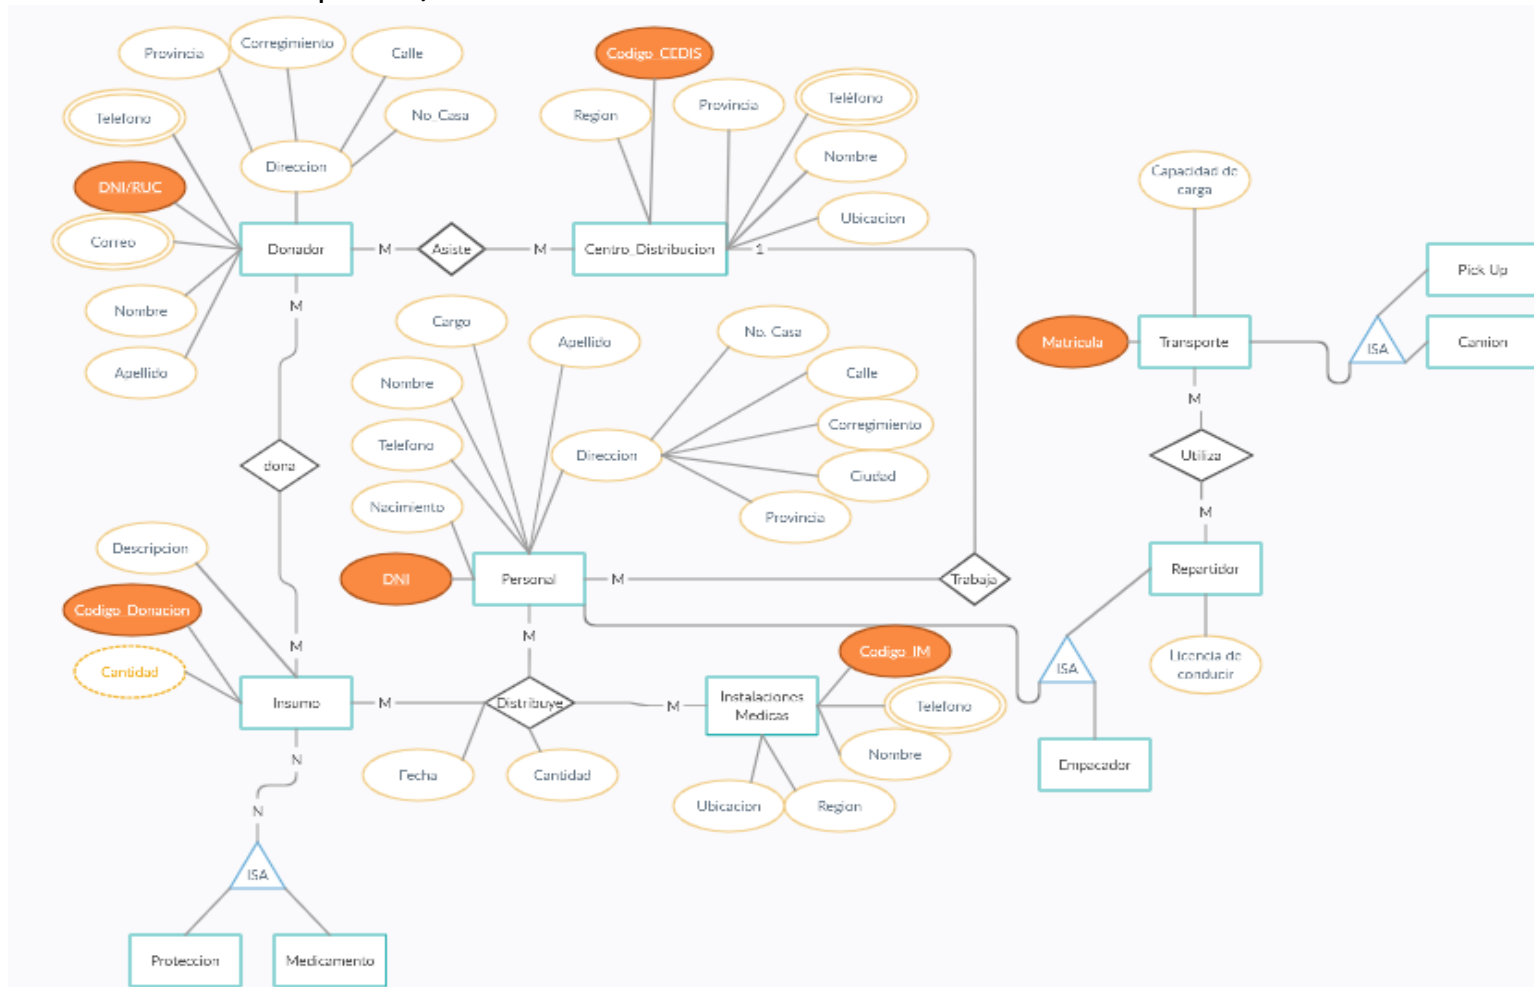 Corregimiento
Provincia
Calle
Codigo_CEDIS
Telefono
No_Casa
Region
Provincia
Teléfono
DNI/RUC
Direccion
Nombre
Capacidad de
carga
Correo
Ubicacion
Donador
M
Asiste
M
Centro_Distribucion
1
Pick Up
Nombre
M
Cargo
Apellido
No. Casa
Matricula
Transporte
ISA
Camion
Apellido
Nombre
Calle
M
Telefono
Direccion
Corregimiento
Utiliza
dona
Ciudad
Nacimiento
Provincia
M
Descripcion
DNI
Personal
M
Trabaja
Repartidor
Codigo_Donacion
M
M
Codigo_IM
Licencia de
conducir
Cantidad
ISA
Insumo
M
Distribuye
M
Instalaciones
Medicas
Telefono
N
Fecha
Cantidad
Nombre
Empacador
N
Ubicacion
Region
ISA
Proteccion
Medicamento